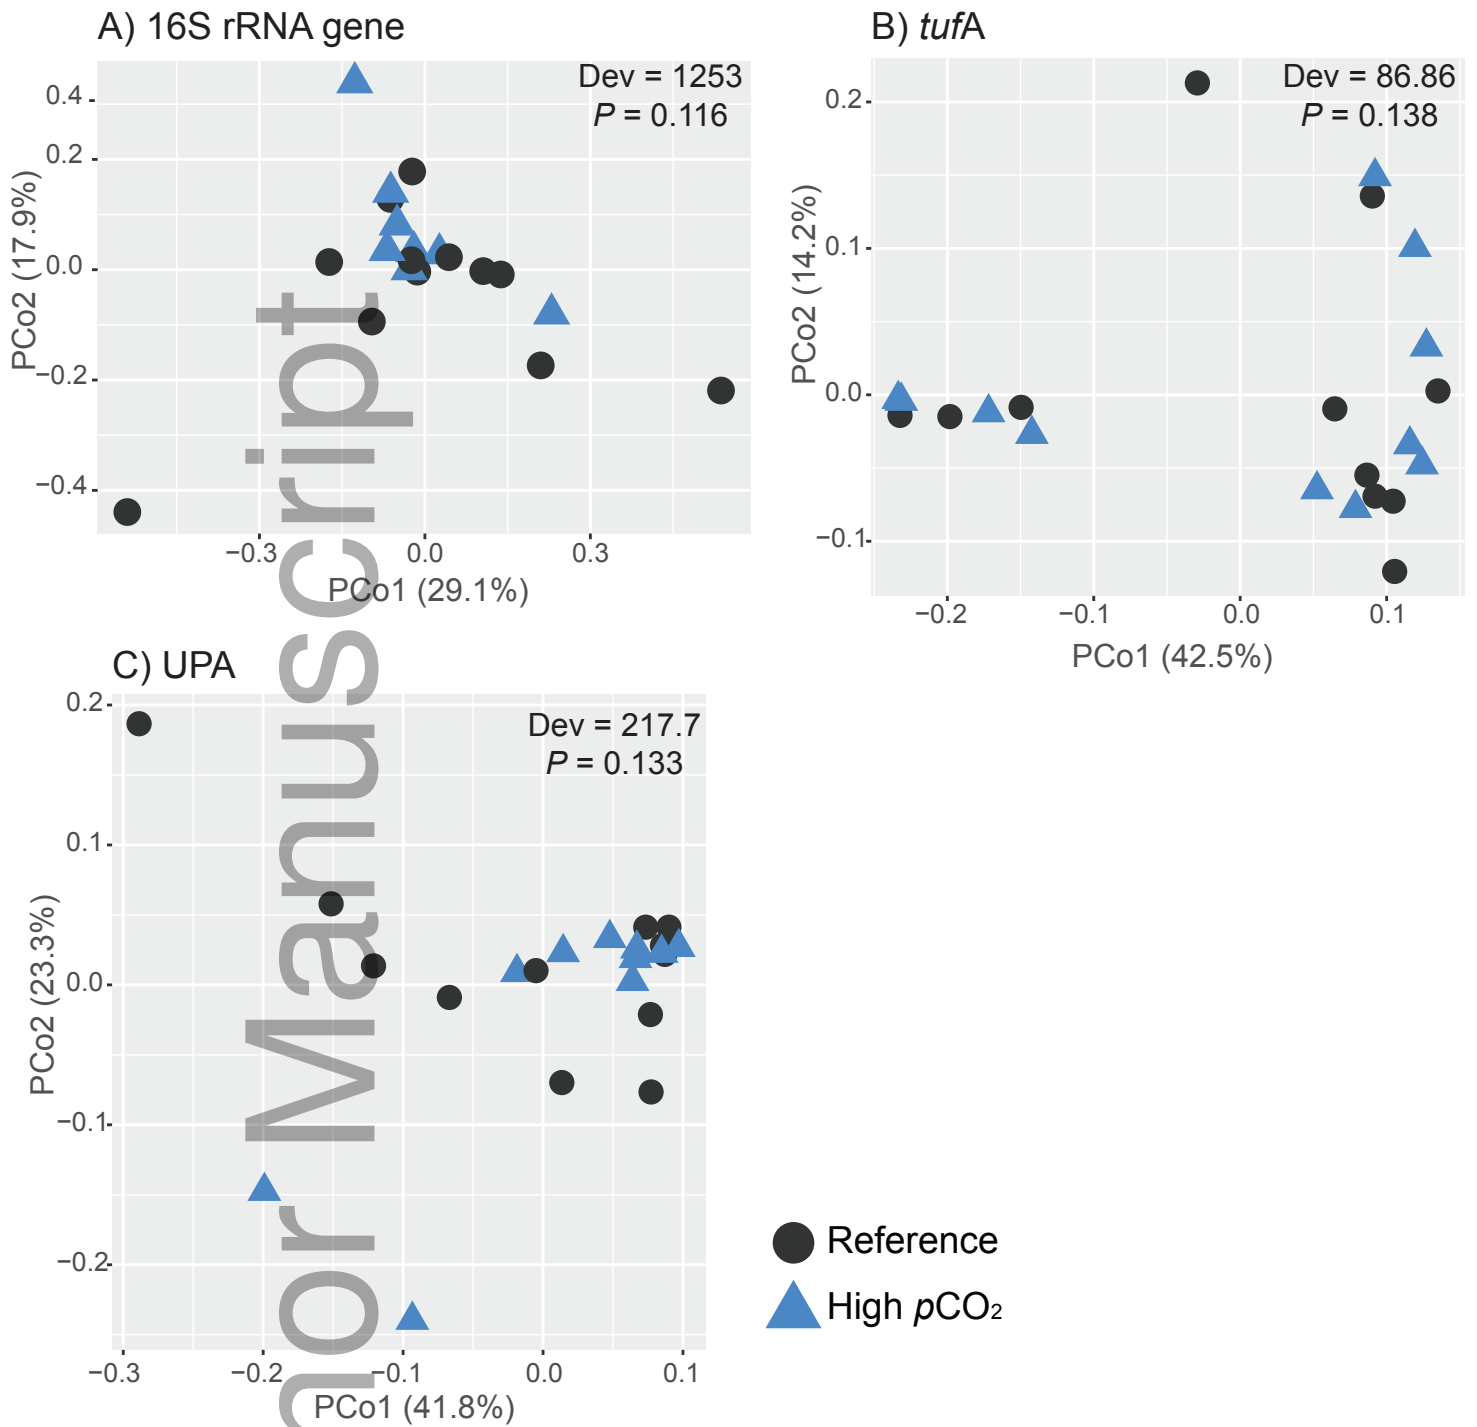 A) 16S rRNA gene
Dev = 1253
P = 0.116
0.4
0.2
0.0
−0.2
−0.4
PCo2 (17.9%)
−0.3
0.0
0.3
PCo1 (29.1%)
B) tufA
Dev = 86.86
P = 0.138
0.2
0.1
0.0
−0.1
PCo2 (14.2%)
−0.2
−0.1
0.0
0.1
PCo1 (42.5%)
C) UPA
Dev = 217.7
P = 0.133
0.2
0.1
0.0
−0.1
−0.2
PCo2 (23.3%)
−0.3
−0.2
−0.1
0.0
0.1
PCo1 (41.8%)
Reference
High pCO₂
or Manuscript